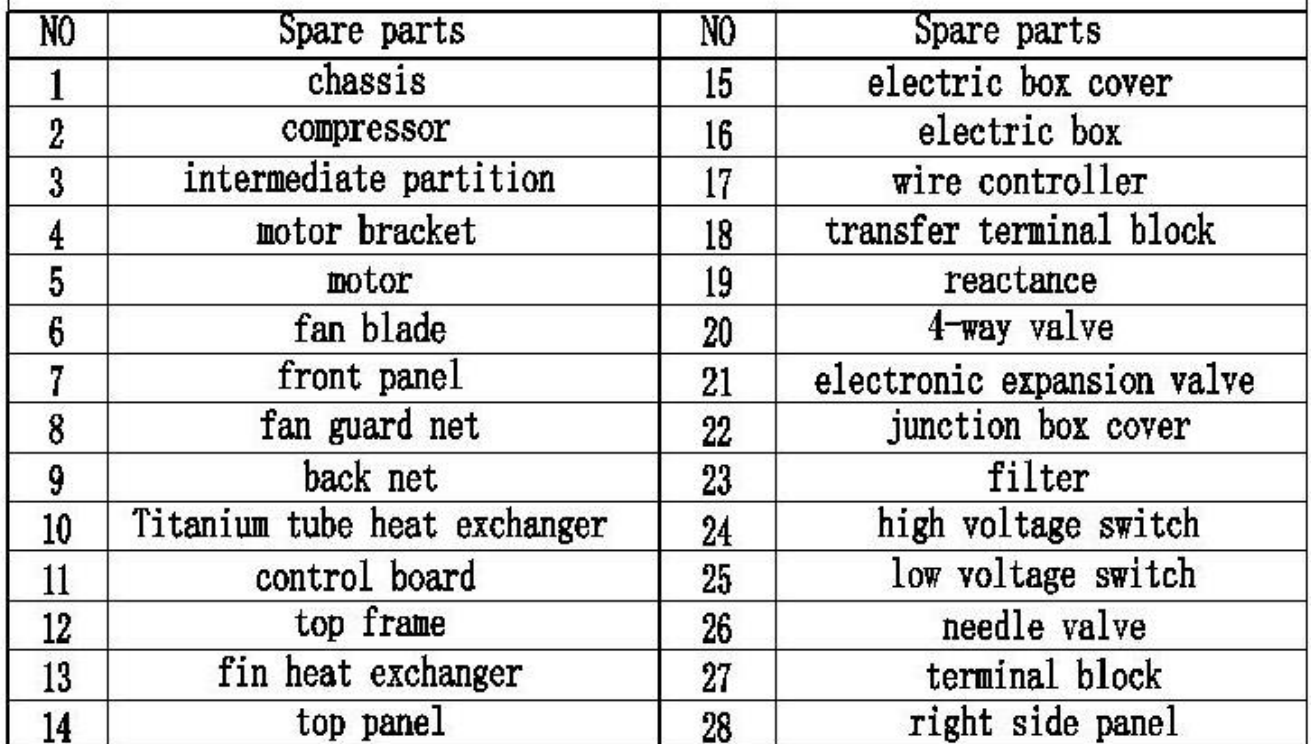 NO Spare parts NO Spare parts
1 chassis 15 electric box cover
2 compressor 16 electric box
3 intermediate partition 17 wire controller
4 motor bracket 18 transfer terminal block
5 motor 19 reactance
6 fan blade 20 4-way valve
7 front panel 21 electronic expansion valve
8 fan guard net 22 junction box cover
9 back net 23 filter
10 Titanium tube heat exchanger 24 high voltage switch
11 control board 25 low voltage switch
12 top frame 26 needle valve
13 fin heat exchanger 27 terminal block
14 top panel 28 right side panel